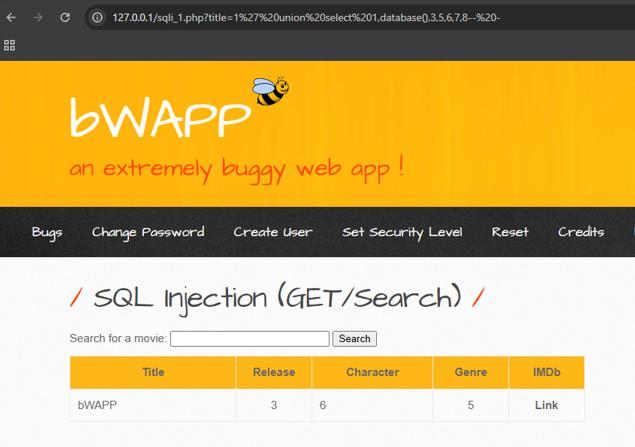 127.0.0.1/sqli_1.php?title=1%27%20union%20select%201,database(),3,5,6,7,8--%20-
bWAPP
an extremely buggy web app !
Bugs Change Password Create User Set Security Level Reset Credits
/ SQL Injection (GET/Search) /
Search for a movie: Search
Title Release Character Genre IMDb
bWAPP 3 6 5 Link